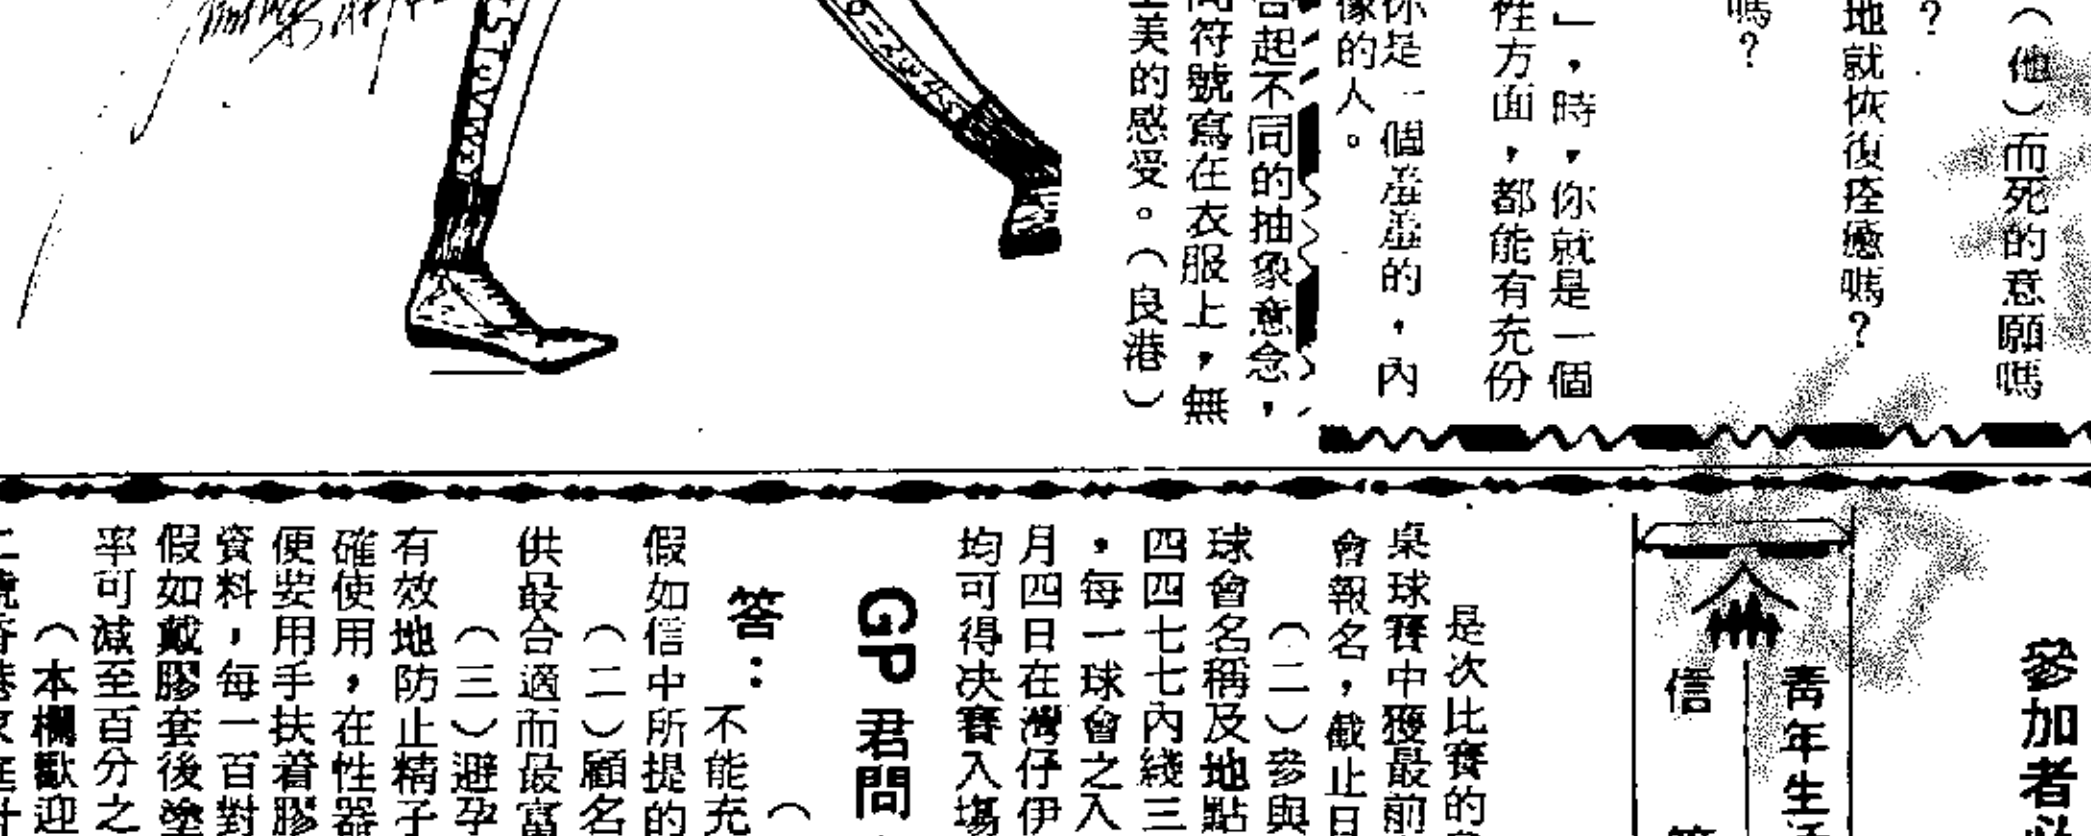 （他）而死的意願嗎
？
地就恢復痊癒嗎？
嗎？
」，時，你就是一個
性方面，都能有充份
你是一個羞羞的，內
像的人。
合起不同的抽象意念，
符號寫在衣服上，無
美的感受。（良港）
參加者
青年生活
信
是次比賽的
桌球賽中獲最前
會報名，截止日
（二）參與
球會名稱及地點
四四七七內綫三
，每一球會之入
月四日在灣仔伊
均可得決賽入場
GP 君問
（
答：不能充
假如信中所提的
（二）顧名
供最合適而最富
（三）避孕
有效地防止精子
確使用，在性器
便要用手扶着膠
資料，每一百對
假如戴膠套後塗
率可減至百分之
（本欄歡迎